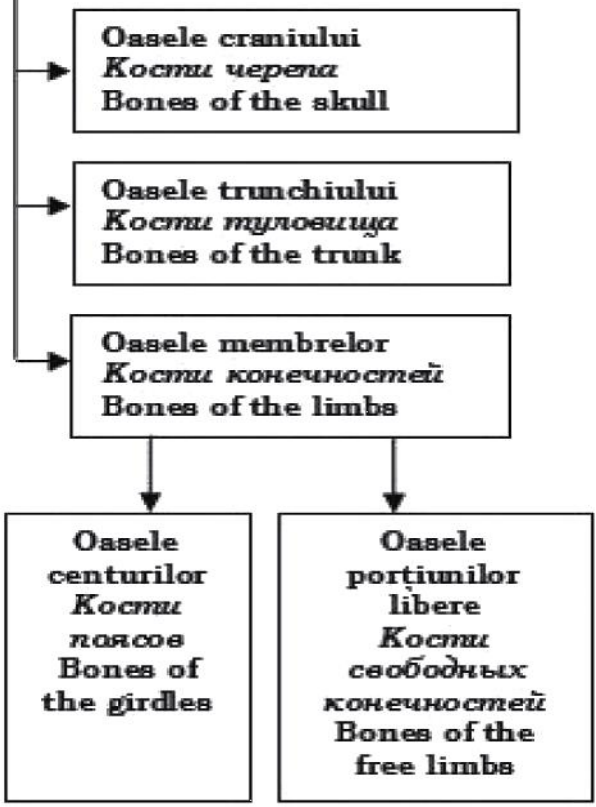 Oasele craniului
Кости черепа
Bones of the skull
Oasele trunchiului
Кости туловища
Bones of the trunk
Oasele membrelor
Кости конечностей
Bones of the limbs
Oasele
centurilor
Кости
поясов
Bones of
the girdles
Oasele
porțiunilor
libere
Кости
свободных
конечностей
Bones of the
free limbs